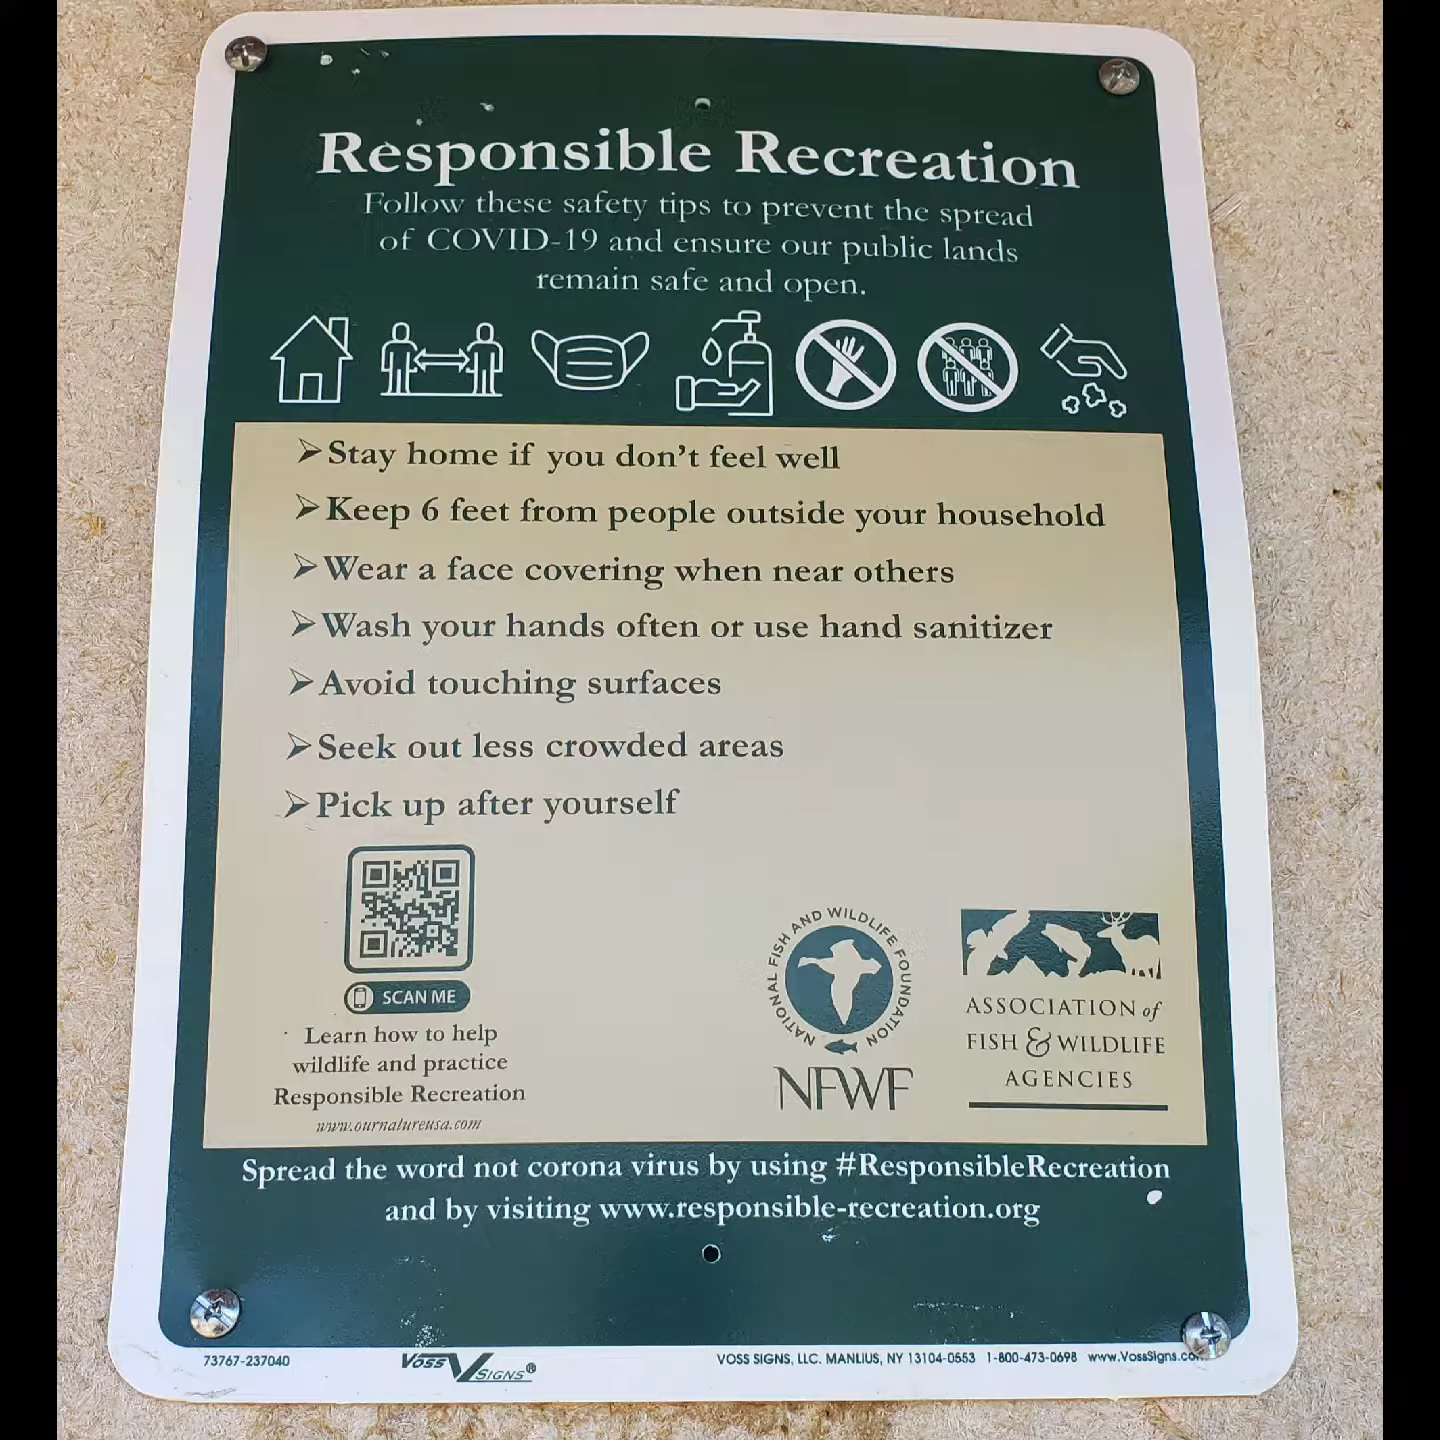 Responsible Recreation
Follow these safety tips to prevent the spread
of COVID-19 and ensure our public lands
remain safe and open.
➢Stay home if you don't feel well
➢Keep 6 feet from people outside your household
➢Wear a face covering when near others
➢Wash your hands often or use hand sanitizer
➢Avoid touching surfaces
➢Seek out less crowded areas
➢Pick up after yourself
SCAN ME
Learn how to help
wildlife and practice
Responsible Recreation
www.ournatureusa.com
NATIONAL FISH AND WILDLIFE FOUNDATION
NFWF
ASSOCIATION of
FISH & WILDLIFE
AGENCIES
Spread the word not corona virus by using #ResponsibleRecreation
and by visiting www.responsible-recreation.org
73767-237040
VOSS SIGNS®
VOSS SIGNS, LLC. MANLIUS, NY 13104-0553 1-800-473-0698